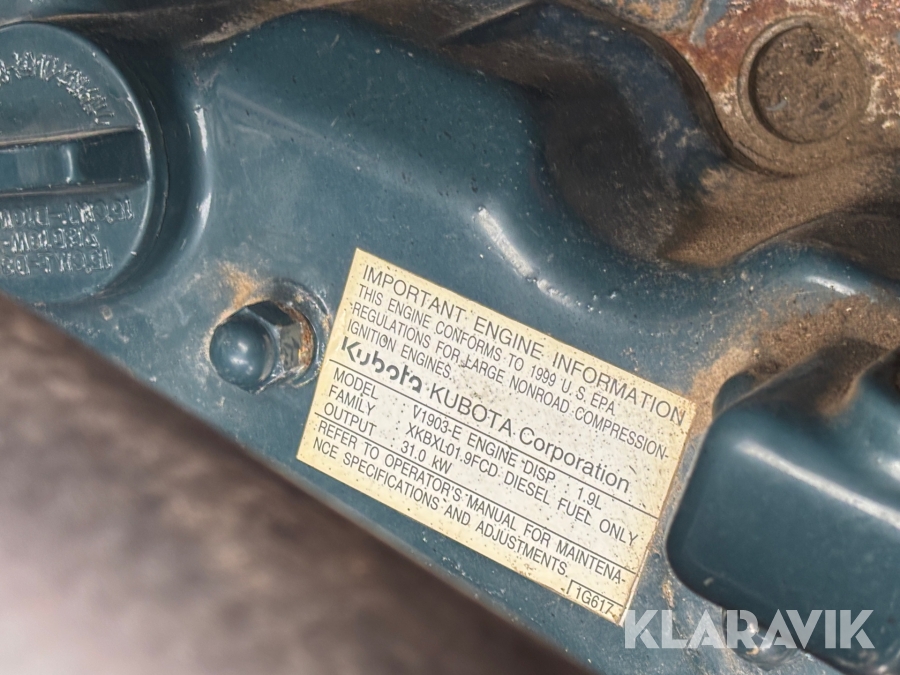 IMPORTANT ENGINE INFORMATION
THIS ENGINE CONFORMS TO 1999 U.S. EPA
REGULATIONS FOR LARGE NONROAD COMPRESSION-
IGNITION ENGINES.
Kubota KUBOTA Corporation
MODEL : V1903-E ENGINE DISP : 1.9L
FAMILY : XKBXL01.9FCD DIESEL FUEL ONLY
OUTPUT : 31.0 kW
REFER TO OPERATOR'S MANUAL FOR MAINTENA-
NCE SPECIFICATIONS AND ADJUSTMENTS.
1G617
KLARAVIK